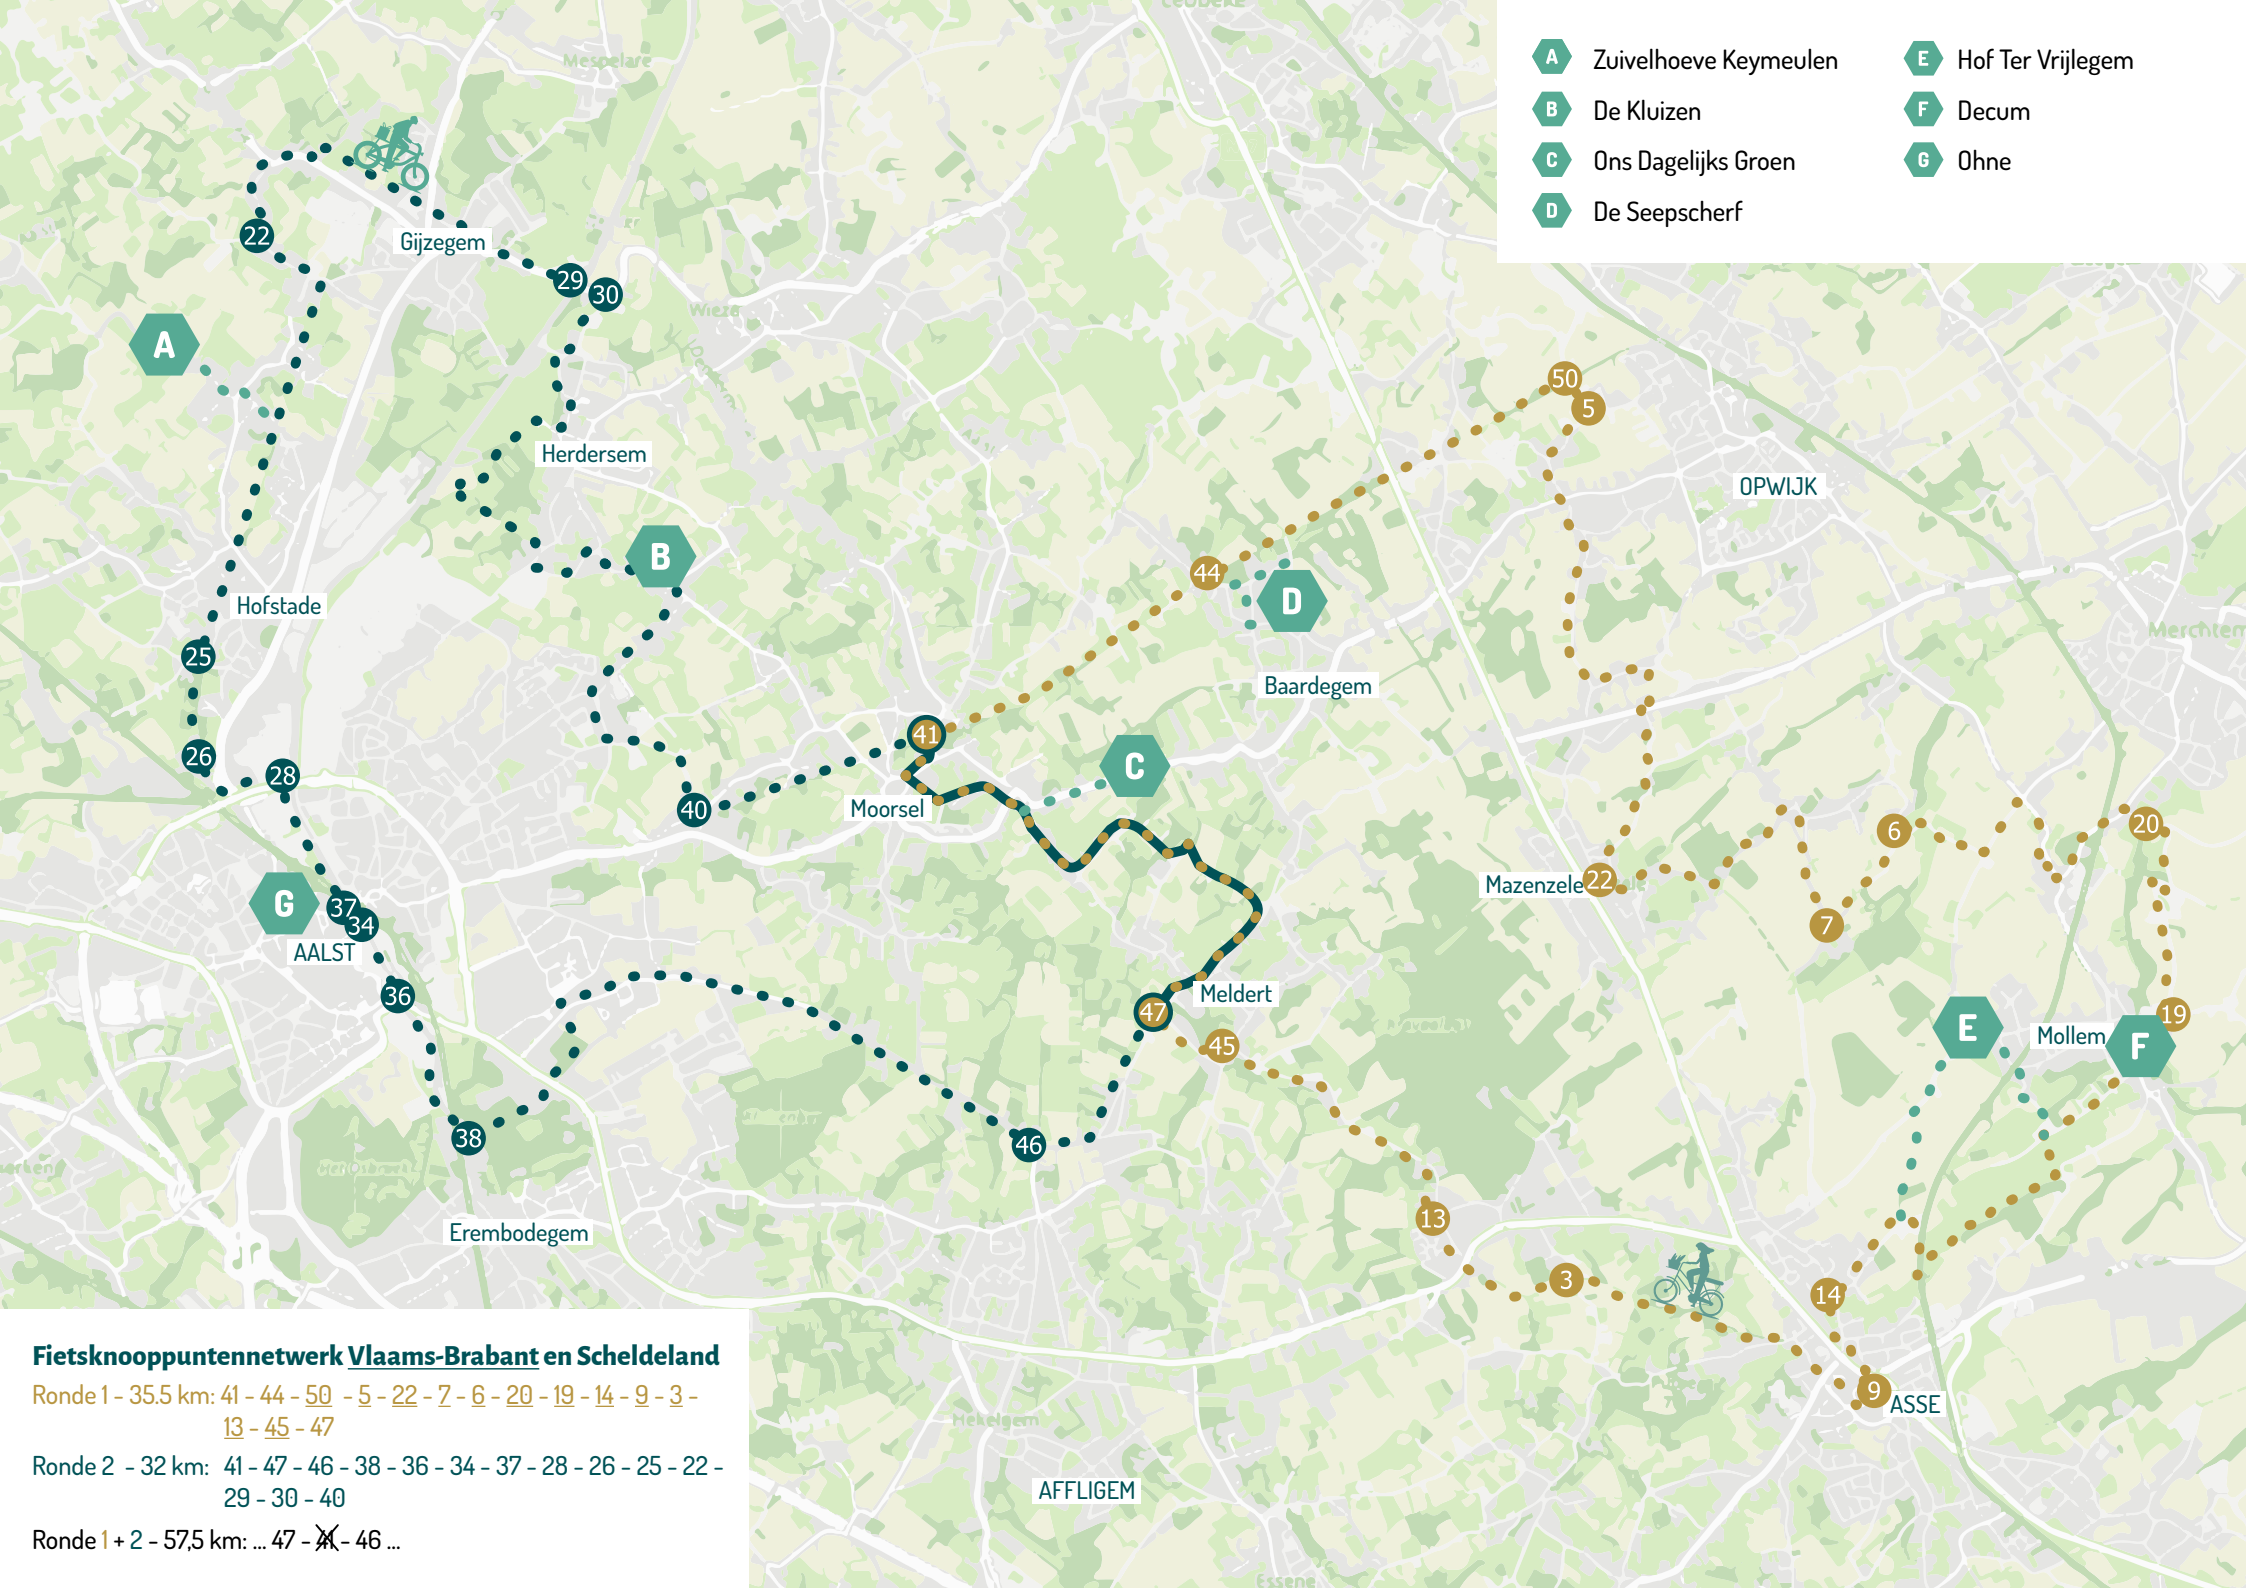 Lebbeke
Mespelare
A Zuivelhoeve Keymeulen
B De Kluizen
C Ons Dagelijks Groen
D De Seepscherf
E Hof Ter Vrijlegem
F Decum
G Ohne
22
Gijzegem
29
30
A
Wieze
50
5
Herdersem
OPWIJK
B
44
D
Hofstade
Merchtem
25
Baardegem
41
26
28
C
40
Moorsel
20
6
Mazenzele
22
G
37
34
7
AALST
36
Meldert
47
19
E
Mollem
F
45
38
46
13
Erembodegem
3
14
9
ASSE
Hekelgem
AFFLIGEM
Essene
Fietsknooppuntennetwerk Vlaams-Brabant en Scheldeland
Ronde 1 - 35.5 km: 41 - 44 - 50 - 5 - 22 - 7 - 6 - 20 - 19 - 14 - 9 - 3 -
13 - 45 - 47
Ronde 2 - 32 km: 41 - 47 - 46 - 38 - 36 - 34 - 37 - 28 - 26 - 25 - 22 -
29 - 30 - 40
Ronde 1 + 2 - 57,5 km: ... 47 - 41 - 46 ...